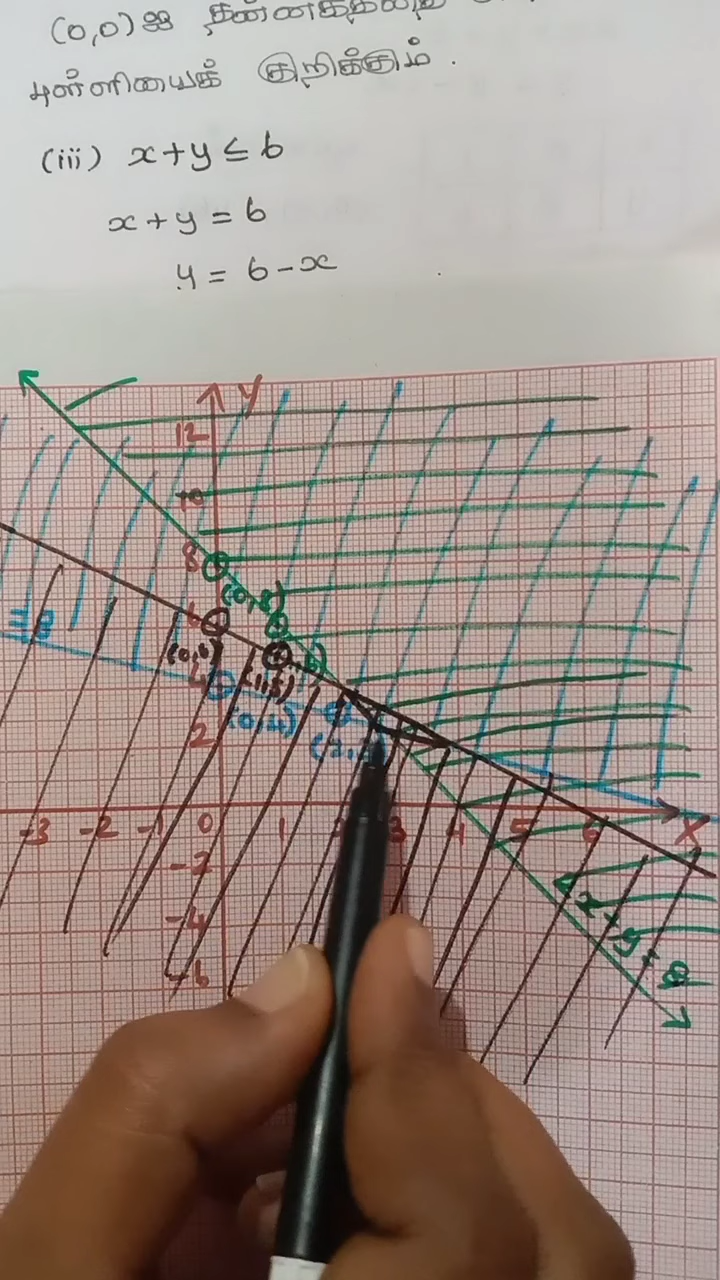 (0,0) ஐ
புள்ளியைக் குறிக்கும் .
(iii) x+y ≤ 6
x + y = 6
y = 6 - x
Y
12
10
8
(0,8)
6
(0,6)
(1,5)
4
(0,4)
2
-3 -2 -1 0 1 2 3 4 5 6 X
-2
-4
-6